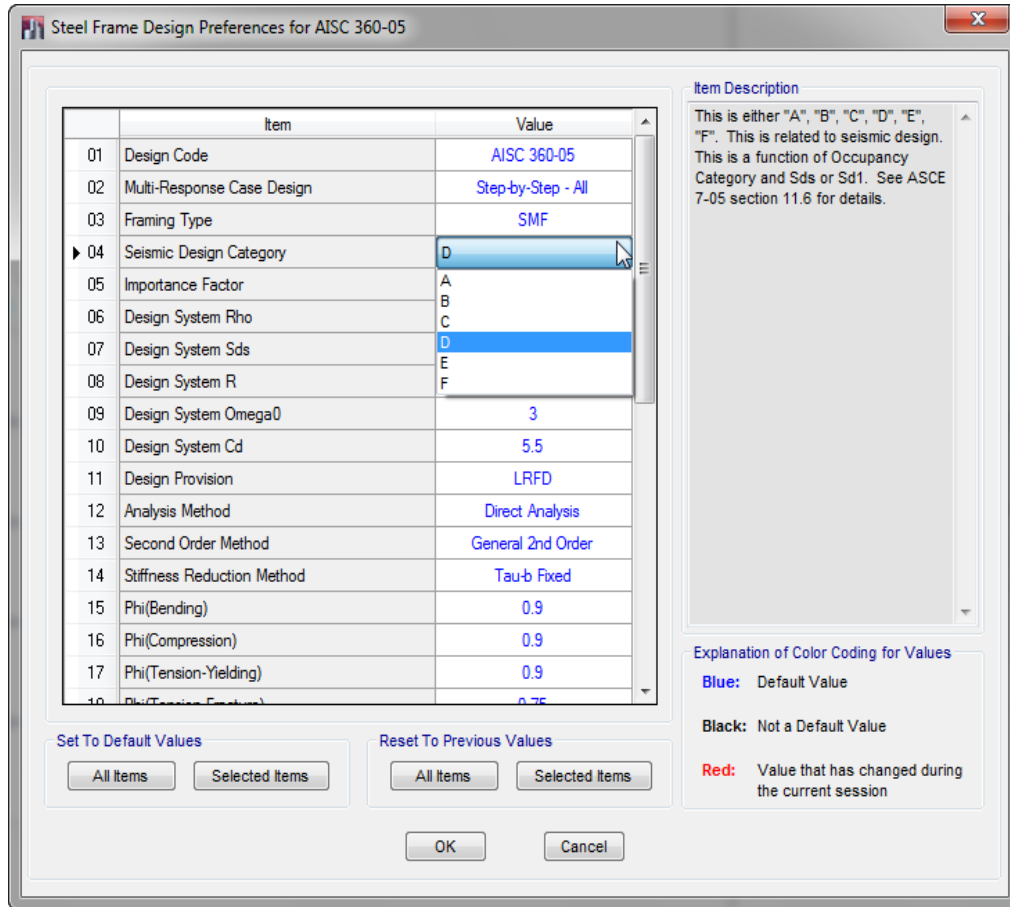 Steel Frame Design Preferences for AISC 360-05
Item Value
01 Design Code AISC 360-05
02 Multi-Response Case Design Step-by-Step - All
03 Framing Type SMF
04 Seismic Design Category D
05 Importance Factor
06 Design System Rho
07 Design System Sds
08 Design System R
A
B
C
D
E
F
09 Design System Omega0 3
10 Design System Cd 5.5
11 Design Provision LRFD
12 Analysis Method Direct Analysis
13 Second Order Method General 2nd Order
14 Stiffness Reduction Method Tau-b Fixed
15 Phi(Bending) 0.9
16 Phi(Compression) 0.9
17 Phi(Tension-Yielding) 0.9
18 Phi(Tension-Fracture) 0.75
Item Description
This is either "A", "B", "C", "D", "E",
"F". This is related to seismic design.
This is a function of Occupancy
Category and Sds or Sd1. See ASCE
7-05 section 11.6 for details.
Explanation of Color Coding for Values
Blue: Default Value
Black: Not a Default Value
Red: Value that has changed during
the current session
Set To Default Values
All Items Selected Items
Reset To Previous Values
All Items Selected Items
OK Cancel